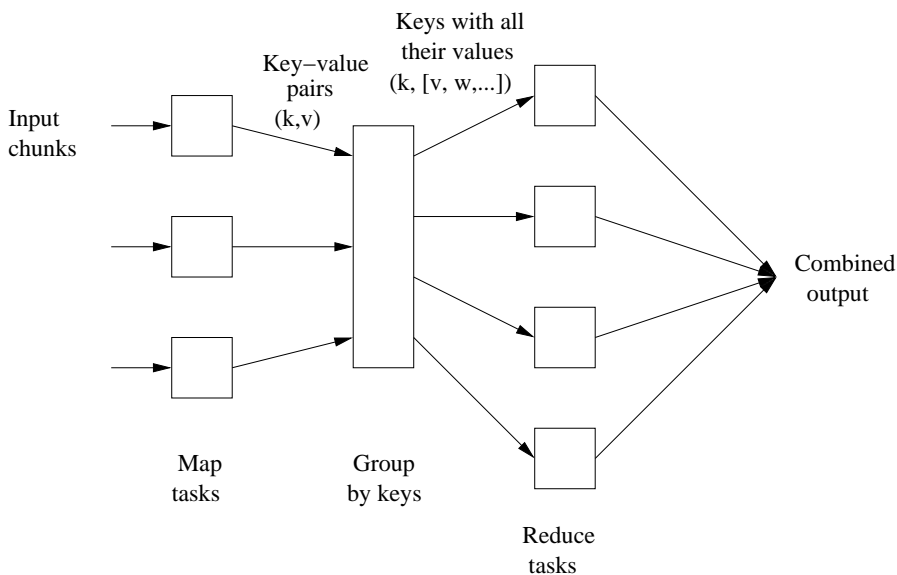 Input
chunks
Key−value
pairs
(k,v)
Keys with all
their values
(k, [v, w,...])
Combined
output
Map
tasks
Group
by keys
Reduce
tasks